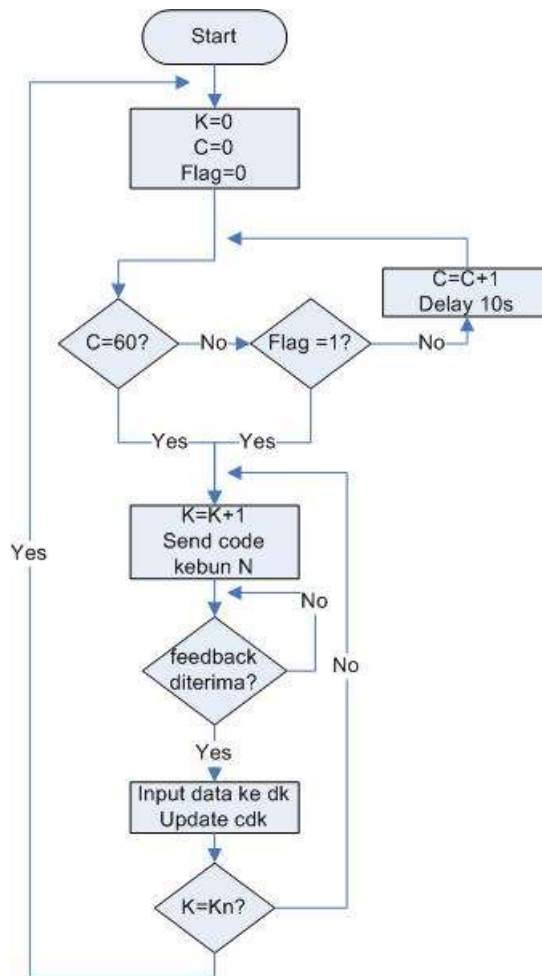 Start
K=0
C=0
Flag=0
C=C+1
Delay 10s
C=60?
No
Flag =1?
No
Yes
Yes
K=K+1
Send code
kebun N
Yes
No
feedback
diterima?
No
Yes
Input data ke dk
Update cdk
K=Kn?